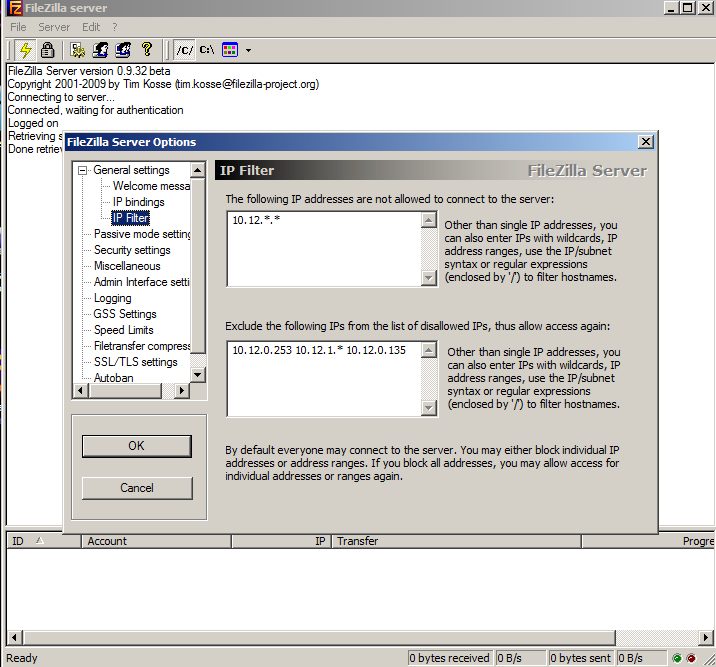 FileZilla server
File Server Edit ?
/C/ C:\
FileZilla Server version 0.9.32 beta
Copyright 2001-2009 by Tim Kosse (tim.kosse@filezilla-project.org)
Connecting to server...
Connected, waiting for authentication
Logged on
Retrieving s
Done retriev
FileZilla Server Options
General settings
Welcome messa
IP bindings
IP Filter
Passive mode setting
Security settings
Miscellaneous
Admin Interface setti
Logging
GSS Settings
Speed Limits
Filetransfer compress
SSL/TLS settings
Autoban
OK
Cancel
IP Filter
FileZilla Server
The following IP addresses are not allowed to connect to the server:
10.12.*.*
Other than single IP addresses, you
can also enter IPs with wildcards, IP
address ranges, use the IP/subnet
syntax or regular expressions
(enclosed by '/') to filter hostnames.
Exclude the following IPs from the list of disallowed IPs, thus allow access again:
10.12.0.253 10.12.1.* 10.12.0.135
Other than single IP addresses, you
can also enter IPs with wildcards, IP
address ranges, use the IP/subnet
syntax or regular expressions
(enclosed by '/') to filter hostnames.
By default everyone may connect to the server. You may either block individual IP
addresses or address ranges. If you block all addresses, you may allow access for
individual addresses or ranges again.
ID Account IP Transfer Progre
Ready 0 bytes received 0 B/s 0 bytes sent 0 B/s